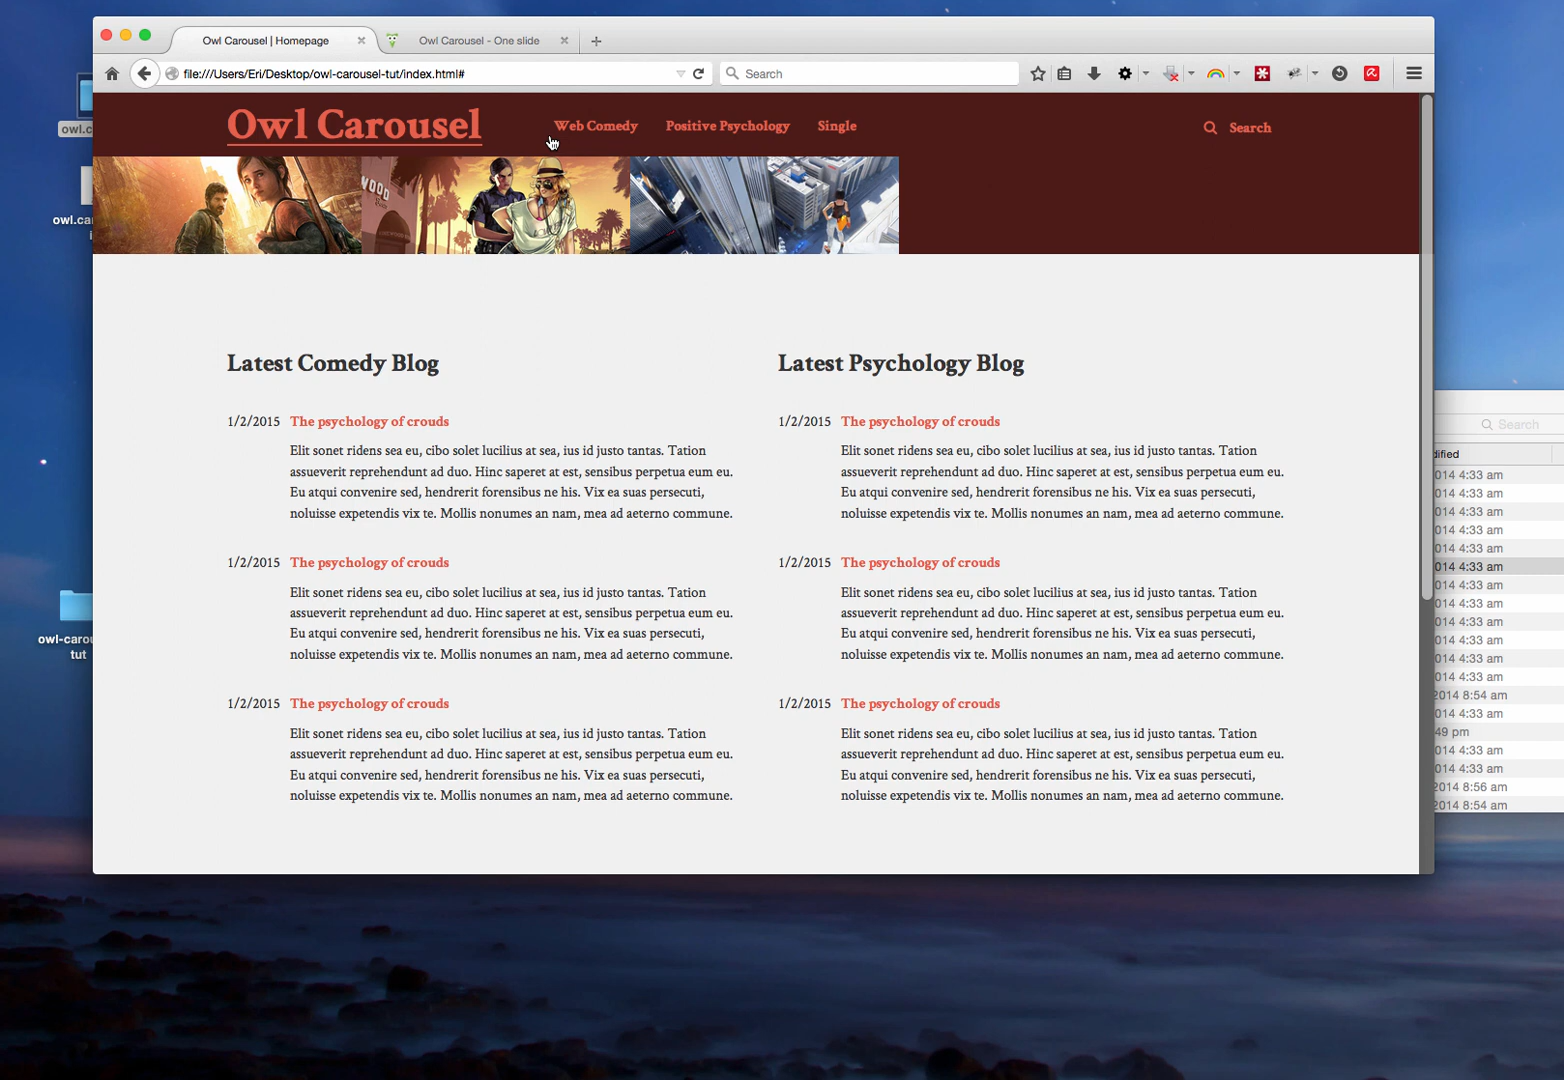 Owl Carousel | Homepage
Owl Carousel - One slide
file:///Users/Eri/Desktop/owl-carousel-tut/index.html#
Search
Owl Carousel
Web Comedy
Positive Psychology
Single
Search
WOOD
Latest Comedy Blog
1/2/2015 The psychology of crouds
Elit sonet ridens sea eu, cibo solet lucilius at sea, ius id justo tantas. Tation
assueverit reprehendunt ad duo. Hinc saperet at est, sensibus perpetua eum eu.
Eu atqui convenire sed, hendrerit forensibus ne his. Vix ea suas persecuti,
noluisse expetendis vix te. Mollis nonumes an nam, mea ad aeterno commune.
1/2/2015 The psychology of crouds
Elit sonet ridens sea eu, cibo solet lucilius at sea, ius id justo tantas. Tation
assueverit reprehendunt ad duo. Hinc saperet at est, sensibus perpetua eum eu.
Eu atqui convenire sed, hendrerit forensibus ne his. Vix ea suas persecuti,
noluisse expetendis vix te. Mollis nonumes an nam, mea ad aeterno commune.
1/2/2015 The psychology of crouds
Elit sonet ridens sea eu, cibo solet lucilius at sea, ius id justo tantas. Tation
assueverit reprehendunt ad duo. Hinc saperet at est, sensibus perpetua eum eu.
Eu atqui convenire sed, hendrerit forensibus ne his. Vix ea suas persecuti,
noluisse expetendis vix te. Mollis nonumes an nam, mea ad aeterno commune.
Latest Psychology Blog
1/2/2015 The psychology of crouds
Elit sonet ridens sea eu, cibo solet lucilius at sea, ius id justo tantas. Tation
assueverit reprehendunt ad duo. Hinc saperet at est, sensibus perpetua eum eu.
Eu atqui convenire sed, hendrerit forensibus ne his. Vix ea suas persecuti,
noluisse expetendis vix te. Mollis nonumes an nam, mea ad aeterno commune.
1/2/2015 The psychology of crouds
Elit sonet ridens sea eu, cibo solet lucilius at sea, ius id justo tantas. Tation
assueverit reprehendunt ad duo. Hinc saperet at est, sensibus perpetua eum eu.
Eu atqui convenire sed, hendrerit forensibus ne his. Vix ea suas persecuti,
noluisse expetendis vix te. Mollis nonumes an nam, mea ad aeterno commune.
1/2/2015 The psychology of crouds
Elit sonet ridens sea eu, cibo solet lucilius at sea, ius id justo tantas. Tation
assueverit reprehendunt ad duo. Hinc saperet at est, sensibus perpetua eum eu.
Eu atqui convenire sed, hendrerit forensibus ne his. Vix ea suas persecuti,
noluisse expetendis vix te. Mollis nonumes an nam, mea ad aeterno commune.
owl.c
owl.ca
i
owl-carou
tut
Search
dified
014 4:33 am
014 4:33 am
014 4:33 am
014 4:33 am
014 4:33 am
014 4:33 am
014 4:33 am
014 4:33 am
014 4:33 am
014 4:33 am
014 4:33 am
014 4:33 am
2014 8:54 am
014 4:33 am
49 pm
014 4:33 am
014 4:33 am
2014 8:56 am
2014 8:54 am